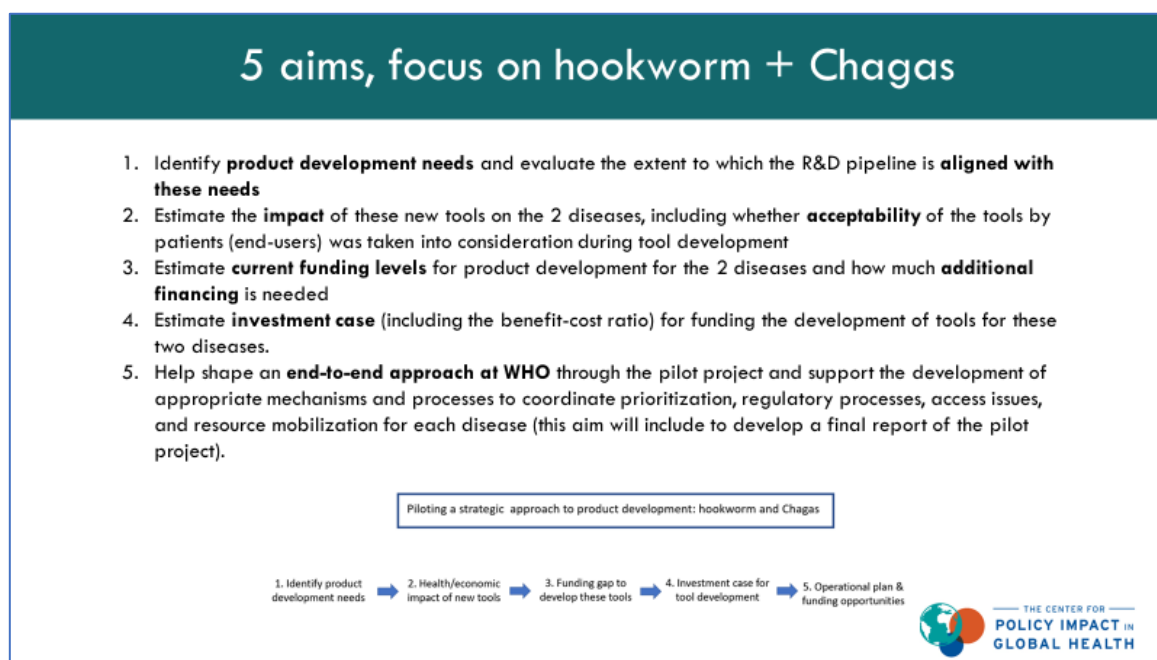 5 aims, focus on hookworm + Chagas
1. Identify product development needs and evaluate the extent to which the R&D pipeline is aligned with
these needs
2. Estimate the impact of these new tools on the 2 diseases, including whether acceptability of the tools by
patients (end-users) was taken into consideration during tool development
3. Estimate current funding levels for product development for the 2 diseases and how much additional
financing is needed
4. Estimate investment case (including the benefit-cost ratio) for funding the development of tools for these
two diseases.
5. Help shape an end-to-end approach at WHO through the pilot project and support the development of
appropriate mechanisms and processes to coordinate prioritization, regulatory processes, access issues,
and resource mobilization for each disease (this aim will include to develop a final report of the pilot
project).
Piloting a strategic approach to product development: hookworm and Chagas
1. Identify product
development needs
2. Health/economic
impact of new tools
3. Funding gap to
develop these tools
4. Investment case for
tool development
5. Operational plan &
funding opportunities
THE CENTER FOR
POLICY IMPACT IN
GLOBAL HEALTH